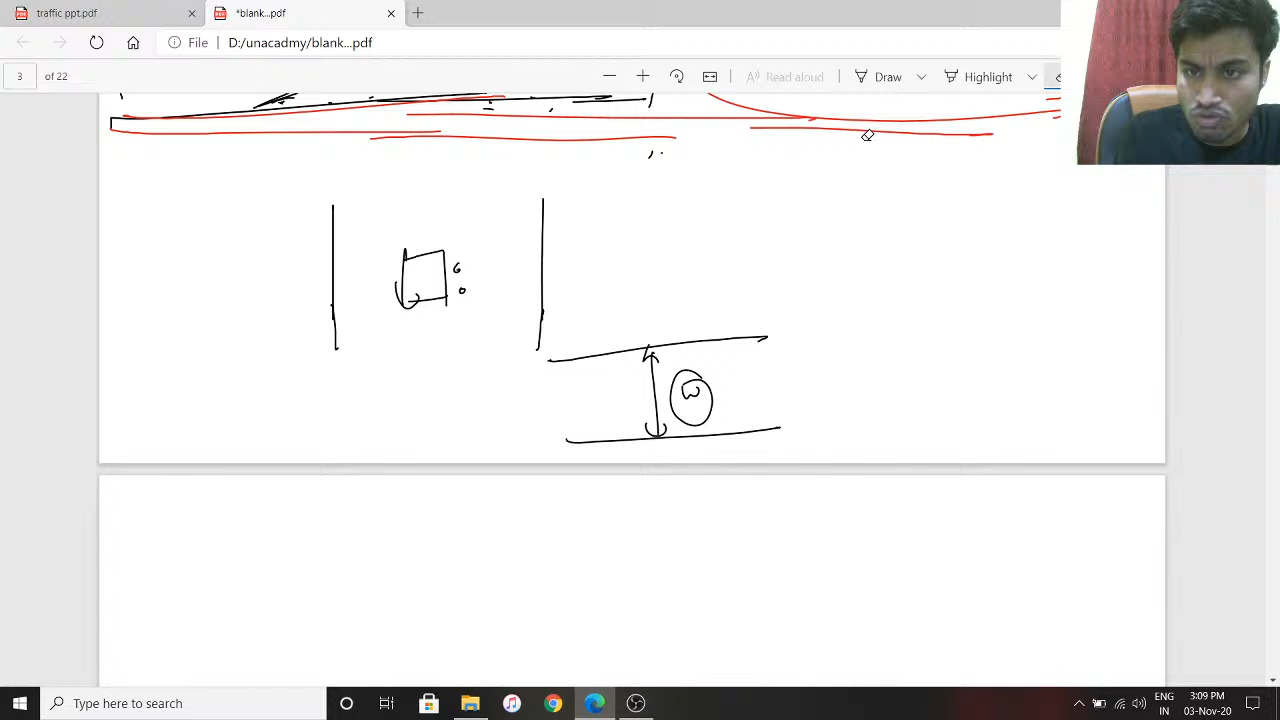 traffic ppt.pdf
*blank...pdf
File
D:/unacadmy/blank...pdf
3
of 22
Read aloud
Draw
Highlight
W
Type here to search
ENG
IN
3:09 PM
03-Nov-20